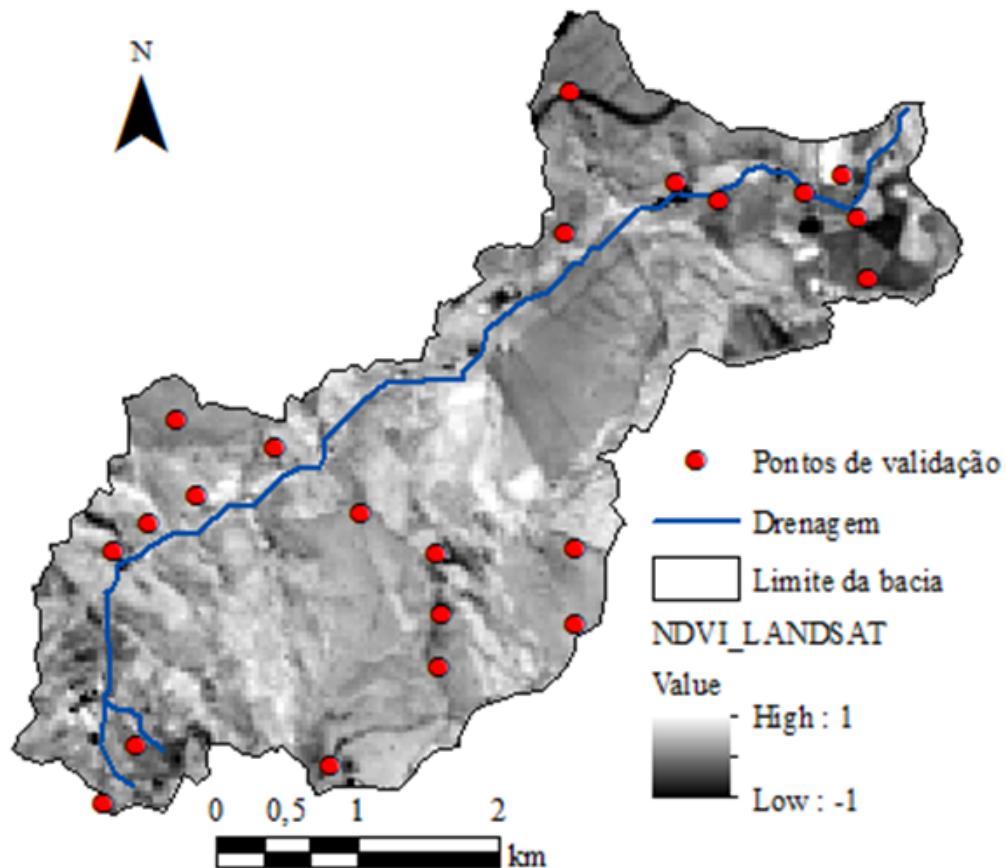 N
Pontos de validação
Drenagem
Limite da bacia
NDVI_LANDSAT
Value
High : 1
Low : -1
0 0,5 1 2
km